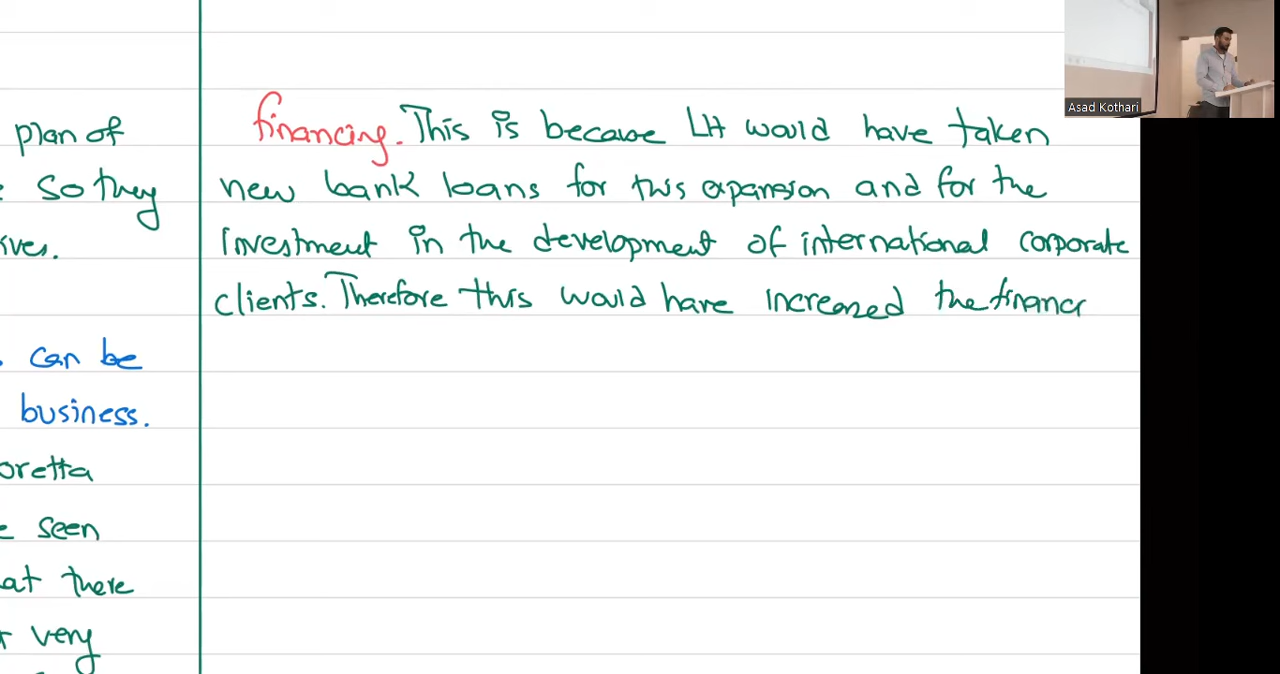 plan of
so they
ives.
can be
business.
oretta
seen
at there
very
financing. This is because LH would have taken
new bank loans for this expansion and for the
investment in the development of international corporate
clients. Therefore this would have increased the financ
Asad Kothari